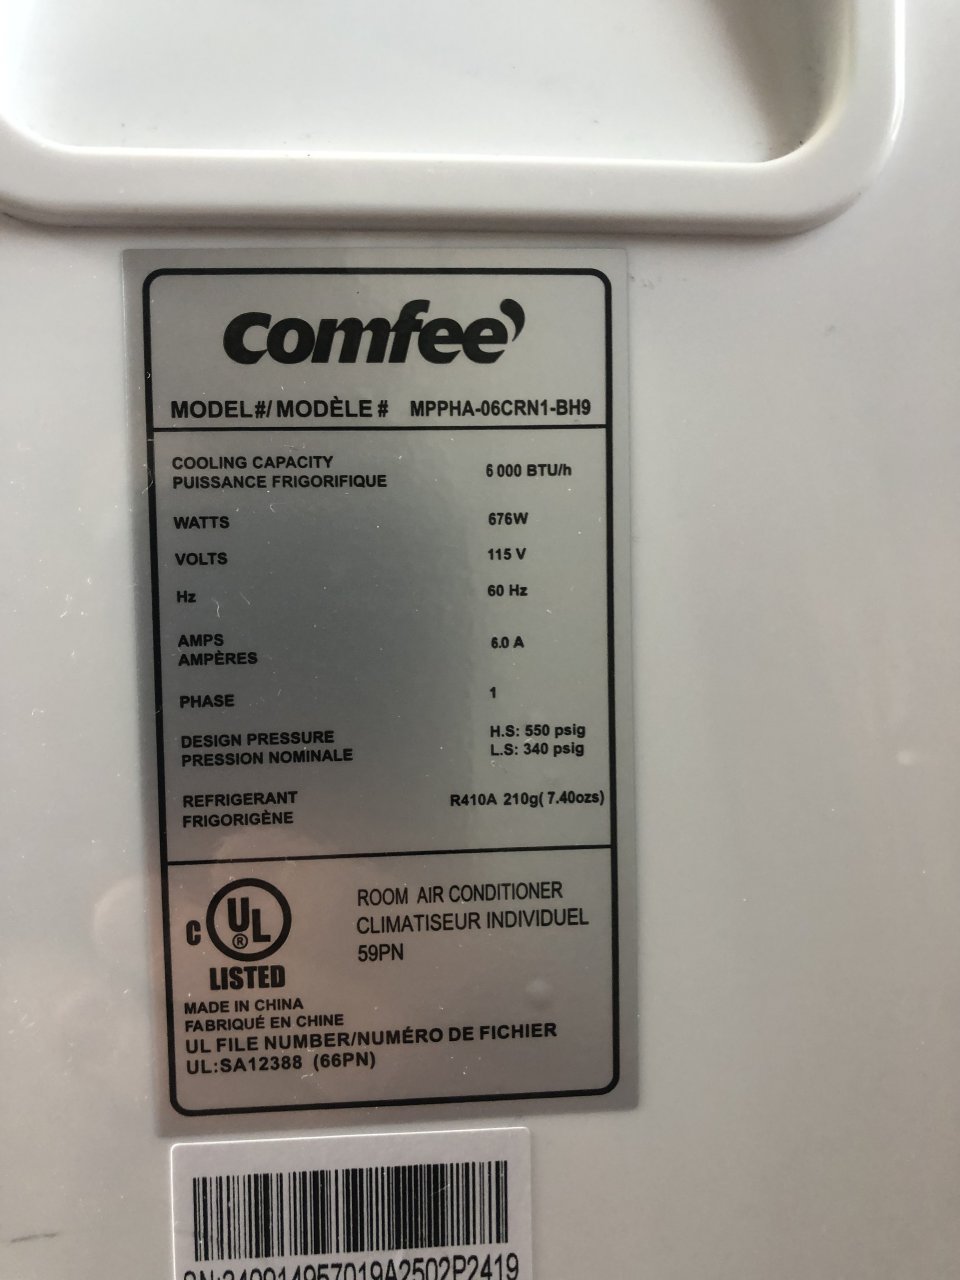 comfee'
MODEL#/MODÈLE # MPPHA-06CRN1-BH9
COOLING CAPACITY
PUISSANCE FRIGORIFIQUE 6 000 BTU/h
WATTS 676W
VOLTS 115 V
Hz 60 Hz
AMPS
AMPÈRES 6.0 A
PHASE 1
DESIGN PRESSURE H.S: 550 psig
PRESSION NOMINALE L.S: 340 psig
REFRIGERANT R410A 210g( 7.40ozs)
FRIGORIGÈNE
C UL ® LISTED
ROOM AIR CONDITIONER
CLIMATISEUR INDIVIDUEL
59PN
MADE IN CHINA
FABRIQUÉ EN CHINE
UL FILE NUMBER/NUMÉRO DE FICHIER
UL:SA12388 (66PN)